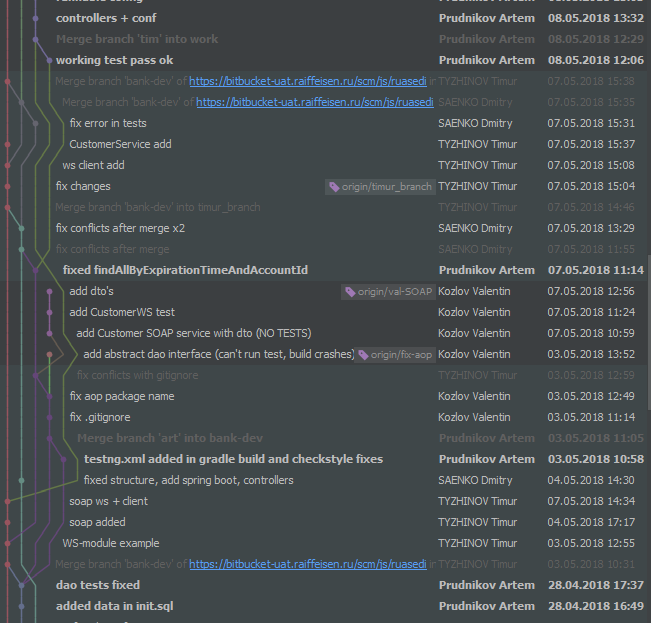 controllers + conf Prudnikov Artem 08.05.2018 13:32
Merge branch 'tim' into work Prudnikov Artem 08.05.2018 12:29
working test pass ok Prudnikov Artem 08.05.2018 12:06
Merge branch 'bank-dev' of https://bitbucket-uat.raiffeisen.ru/scm/js/ruasedi in TYZHINOV Timur 07.05.2018 15:38
Merge branch 'bank-dev' of https://bitbucket-uat.raiffeisen.ru/scm/js/ruasedi SAENKO Dmitry 07.05.2018 15:35
fix error in tests SAENKO Dmitry 07.05.2018 15:31
CustomerService add TYZHINOV Timur 07.05.2018 15:37
ws client add TYZHINOV Timur 07.05.2018 15:08
fix changes origin/timur_branch TYZHINOV Timur 07.05.2018 15:04
Merge branch 'bank-dev' into timur_branch TYZHINOV Timur 07.05.2018 14:46
fix conflicts after merge x2 SAENKO Dmitry 07.05.2018 13:29
fix conflicts after merge SAENKO Dmitry 07.05.2018 11:55
fixed findAllByExpirationTimeAndAccountId Prudnikov Artem 07.05.2018 11:14
add dto's origin/val-SOAP Kozlov Valentin 07.05.2018 12:56
add CustomerWS test Kozlov Valentin 07.05.2018 11:24
add Customer SOAP service with dto (NO TESTS) Kozlov Valentin 07.05.2018 10:59
add abstract dao interface (can't run test, build crashes) origin/fix-aop Kozlov Valentin 03.05.2018 13:52
fix conflicts with gitignore TYZHINOV Timur 03.05.2018 12:59
fix aop package name Kozlov Valentin 03.05.2018 12:49
fix .gitignore Kozlov Valentin 03.05.2018 11:14
Merge branch 'art' into bank-dev Prudnikov Artem 03.05.2018 11:05
testng.xml added in gradle build and checkstyle fixes Prudnikov Artem 03.05.2018 10:58
fixed structure, add spring boot, controllers SAENKO Dmitry 04.05.2018 14:30
soap ws + client TYZHINOV Timur 07.05.2018 14:34
soap added TYZHINOV Timur 04.05.2018 17:17
WS-module example TYZHINOV Timur 03.05.2018 12:55
Merge branch 'bank-dev' of https://bitbucket-uat.raiffeisen.ru/scm/js/ruasedi TYZHINOV Timur 03.05.2018 10:31
dao tests fixed Prudnikov Artem 28.04.2018 17:37
added data in init.sql Prudnikov Artem 28.04.2018 16:49